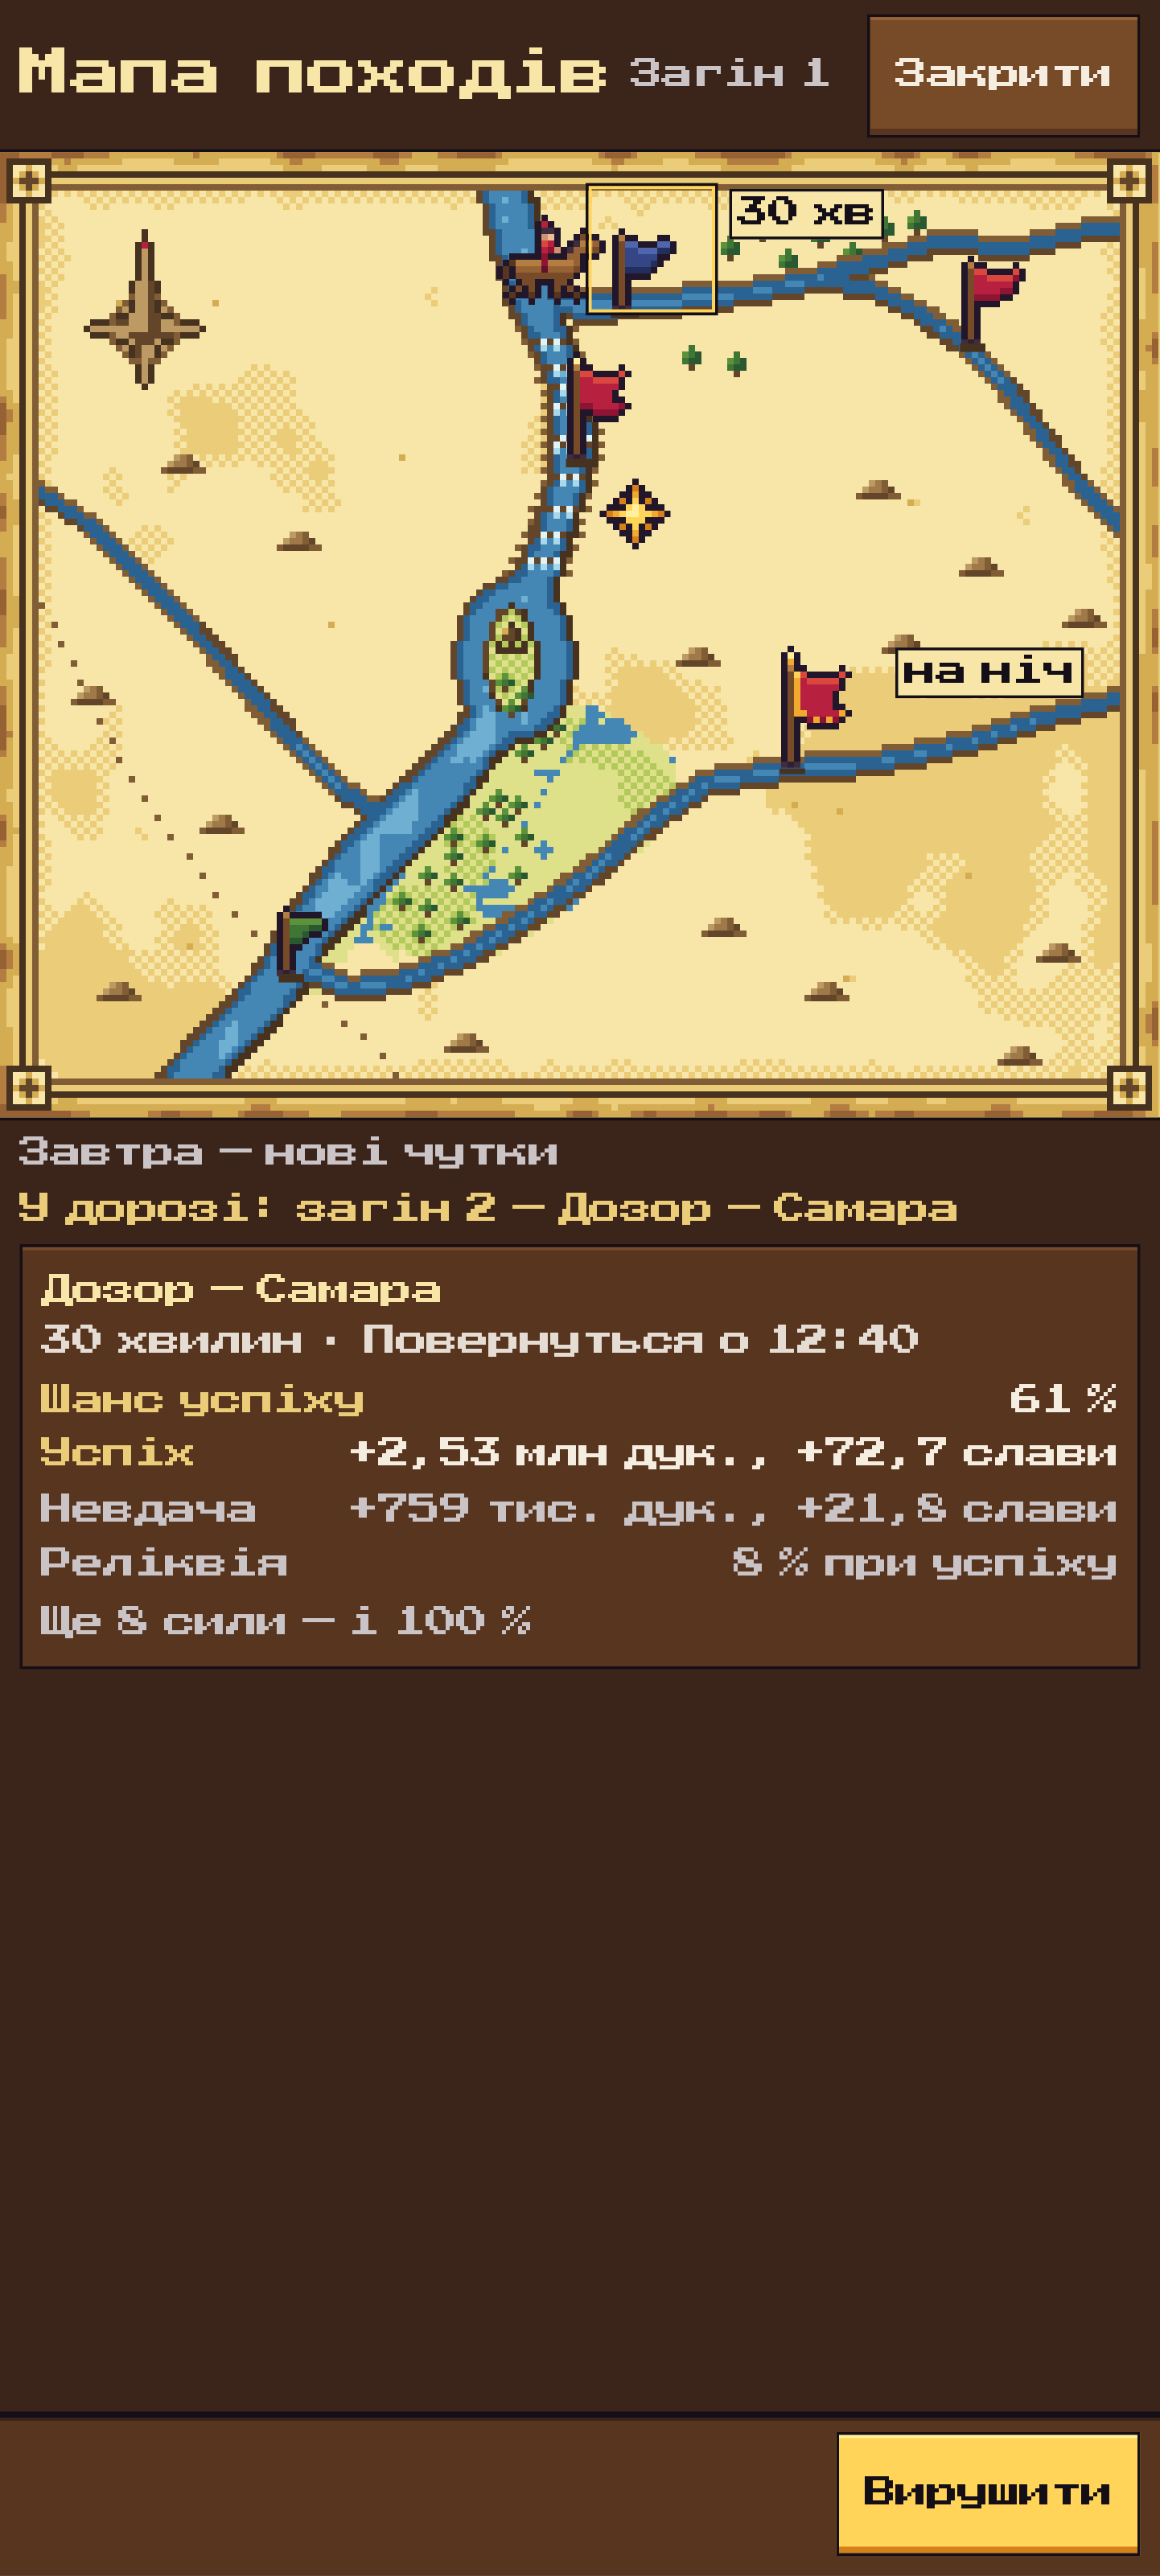 Мапа походів Загін 1 Закрити
30 хв
на ніч
Завтра — нові чутки
У дорозі: загін 2 — Дозор — Самара
Дозор — Самара
30 хвилин · Повернуться о 12:40
Шанс успіху 61 %
Успіх +2,53 млн дук., +72,7 слави
Невдача +759 тис. дук., +21,8 слави
Реліквія 8 % при успіху
Ще 8 сили — і 100 %
Вирушити